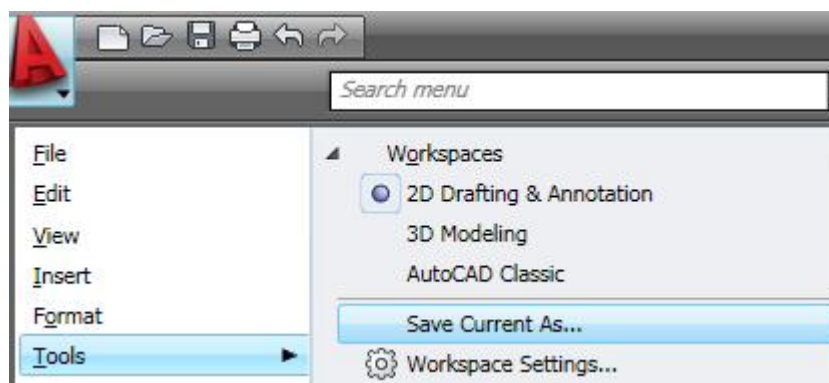 Search menu
File
Edit
View
Insert
Format
Tools
Workspaces
2D Drafting & Annotation
3D Modeling
AutoCAD Classic
Save Current As...
Workspace Settings...